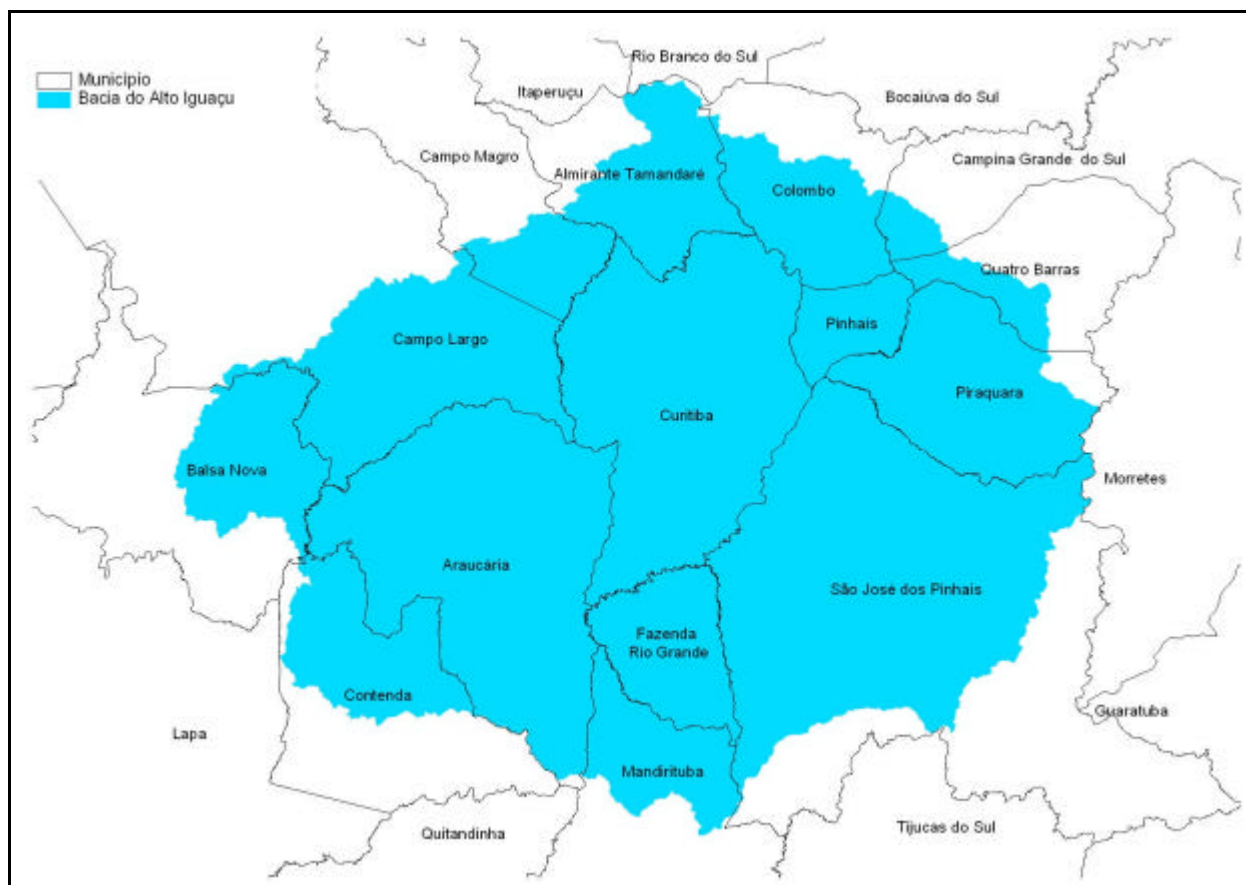 Município
Bacia do Alto Iguaçu
Rio Branco do Sul
Itaperuçu
Bocaiúva do Sul
Campo Magro
Campina Grande do Sul
Almirante Tamandaré
Colombo
Quatro Barras
Pinhais
Campo Largo
Piraquara
Curitiba
Balsa Nova
Morretes
Araucária
São José dos Pinhais
Fazenda
Rio Grande
Contenda
Guaratuba
Lapa
Mandirituba
Quitandinha
Tijucas do Sul